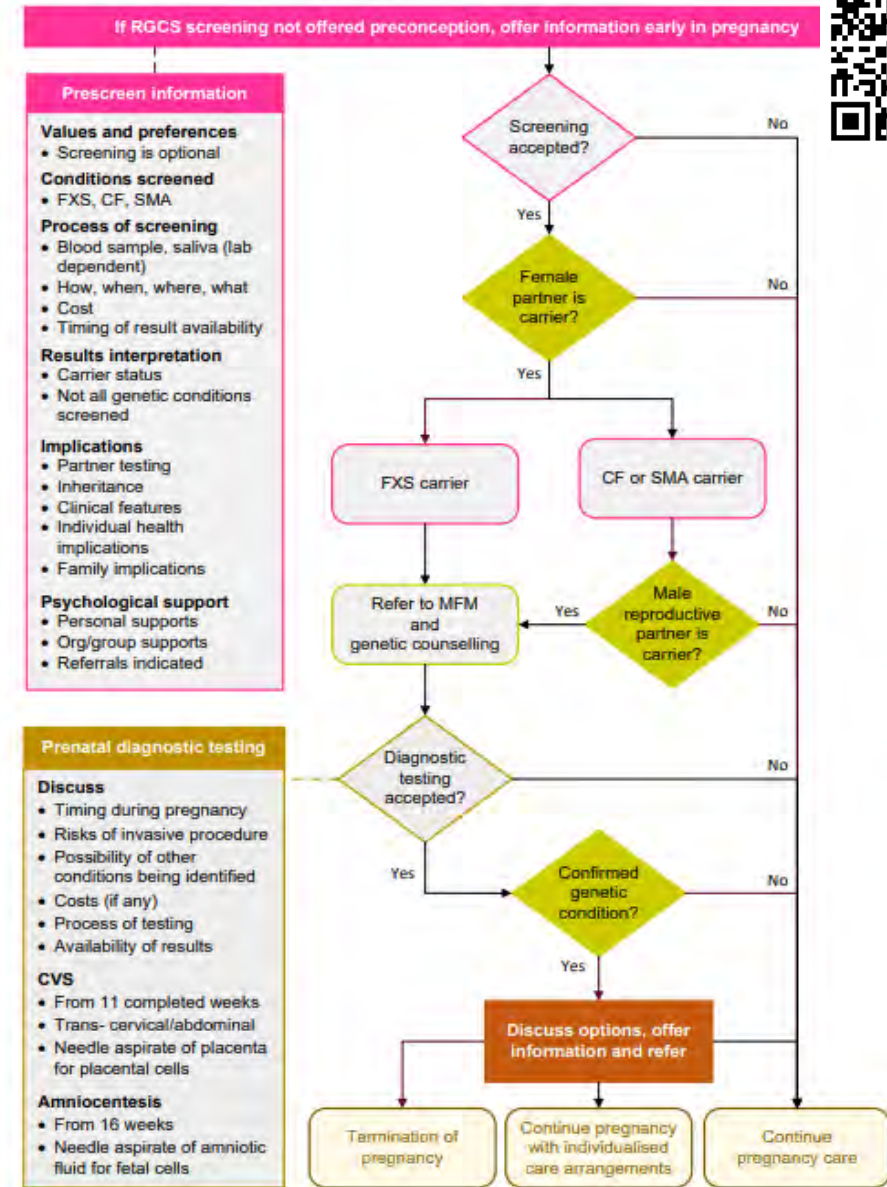 If RGCS screening not offered preconception, offer information early in pregnancy
Prescreen information
Values and preferences
• Screening is optional
Conditions screened
• FXS, CF, SMA
Process of screening
• Blood sample, saliva (lab
dependent)
• How, when, where, what
• Cost
• Timing of result availability
Results interpretation
• Carrier status
• Not all genetic conditions
screened
Implications
• Partner testing
• Inheritance
• Clinical features
• Individual health
implications
• Family implications
Psychological support
• Personal supports
• Org/group supports
• Referrals indicated
Screening
accepted?
No
Yes
Female
partner is
carrier?
No
Yes
FXS carrier
CF or SMA carrier
Refer to MFM
and
genetic counselling
Yes
Male
reproductive
partner is
carrier?
No
Prenatal diagnostic testing
Discuss
• Timing during pregnancy
• Risks of invasive procedure
• Possibility of other
conditions being identified
• Costs (if any)
• Process of testing
• Availability of results
CVS
• From 11 completed weeks
• Trans- cervical/abdominal
• Needle aspirate of placenta
for placental cells
Amniocentesis
• From 16 weeks
• Needle aspirate of amniotic
fluid for fetal cells
Diagnostic
testing
accepted?
No
Yes
Confirmed
genetic
condition?
No
Yes
Discuss options, offer
information and refer
Termination of
pregnancy
Continue pregnancy
with individualised
care arrangements
Continue
pregnancy care